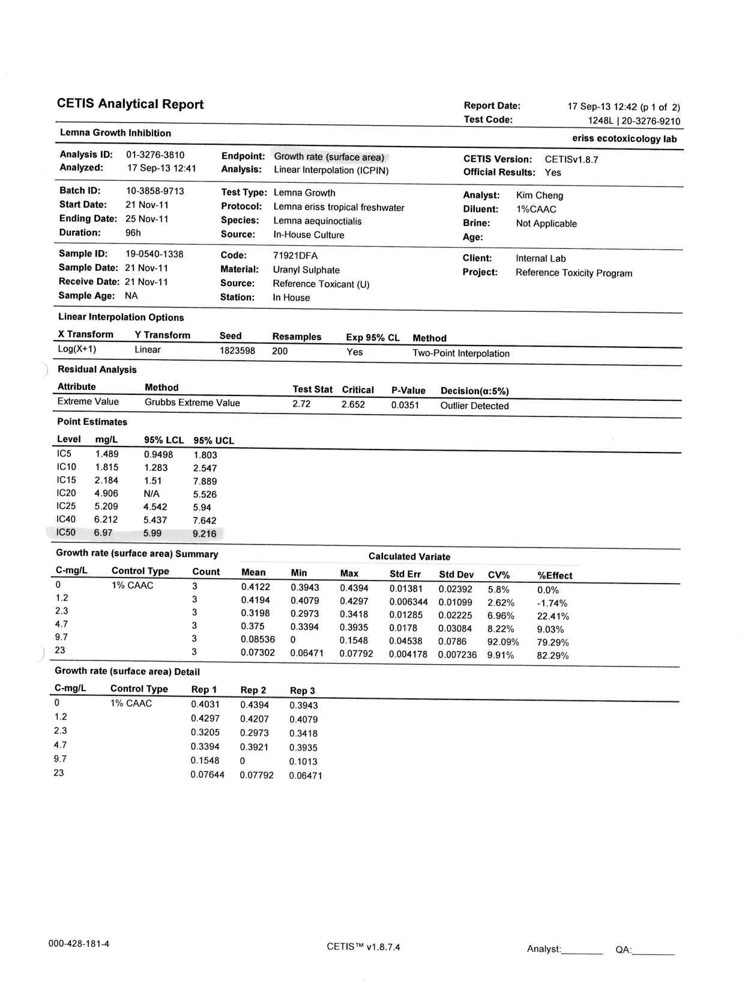 CETIS Analytical Report
Report Date: 17 Sep-13 12:42 (p 1 of 2)
Test Code: 1248L | 20-3276-9210
Lemna Growth Inhibition eriss ecotoxicology lab
Analysis ID: 01-3276-3810 Endpoint: Growth rate (surface area) CETIS Version: CETISv1.8.7
Analyzed: 17 Sep-13 12:41 Analysis: Linear Interpolation (ICPIN) Official Results: Yes
Batch ID: 10-3858-9713 Test Type: Lemna Growth Analyst: Kim Cheng
Start Date: 21 Nov-11 Protocol: Lemna eriss tropical freshwater Diluent: 1%CAAC
Ending Date: 25 Nov-11 Species: Lemna aequinoctialis Brine: Not Applicable
Duration: 96h Source: In-House Culture Age:
Sample ID: 19-0540-1338 Code: 71921DFA Client: Internal Lab
Sample Date: 21 Nov-11 Material: Uranyl Sulphate Project: Reference Toxicity Program
Receive Date: 21 Nov-11 Source: Reference Toxicant (U)
Sample Age: NA Station: In House
Linear Interpolation Options
X Transform Y Transform Seed Resamples Exp 95% CL Method
Log(X+1) Linear 1823598 200 Yes Two-Point Interpolation
Residual Analysis
Attribute Method Test Stat Critical P-Value Decision(α:5%)
Extreme Value Grubbs Extreme Value 2.72 2.652 0.0351 Outlier Detected
Point Estimates
Level mg/L 95% LCL 95% UCL
IC5 1.489 0.9498 1.803
IC10 1.815 1.283 2.547
IC15 2.184 1.51 7.889
IC20 4.906 N/A 5.526
IC25 5.209 4.542 5.94
IC40 6.212 5.437 7.642
IC50 6.97 5.99 9.216
Growth rate (surface area) Summary Calculated Variate
C-mg/L Control Type Count Mean Min Max Std Err Std Dev CV% %Effect
0 1% CAAC 3 0.4122 0.3943 0.4394 0.01381 0.02392 5.8% 0.0%
1.2 3 0.4194 0.4079 0.4297 0.006344 0.01099 2.62% -1.74%
2.3 3 0.3198 0.2973 0.3418 0.01285 0.02225 6.96% 22.41%
4.7 3 0.375 0.3394 0.3935 0.0178 0.03084 8.22% 9.03%
9.7 3 0.08536 0 0.1548 0.04538 0.0786 92.09% 79.29%
23 3 0.07302 0.06471 0.07792 0.004178 0.007236 9.91% 82.29%
Growth rate (surface area) Detail
C-mg/L Control Type Rep 1 Rep 2 Rep 3
0 1% CAAC 0.4031 0.4394 0.3943
1.2 0.4297 0.4207 0.4079
2.3 0.3205 0.2973 0.3418
4.7 0.3394 0.3921 0.3935
9.7 0.1548 0 0.1013
23 0.07644 0.07792 0.06471
000-428-181-4 CETIS™ v1.8.7.4 Analyst:________ QA:________